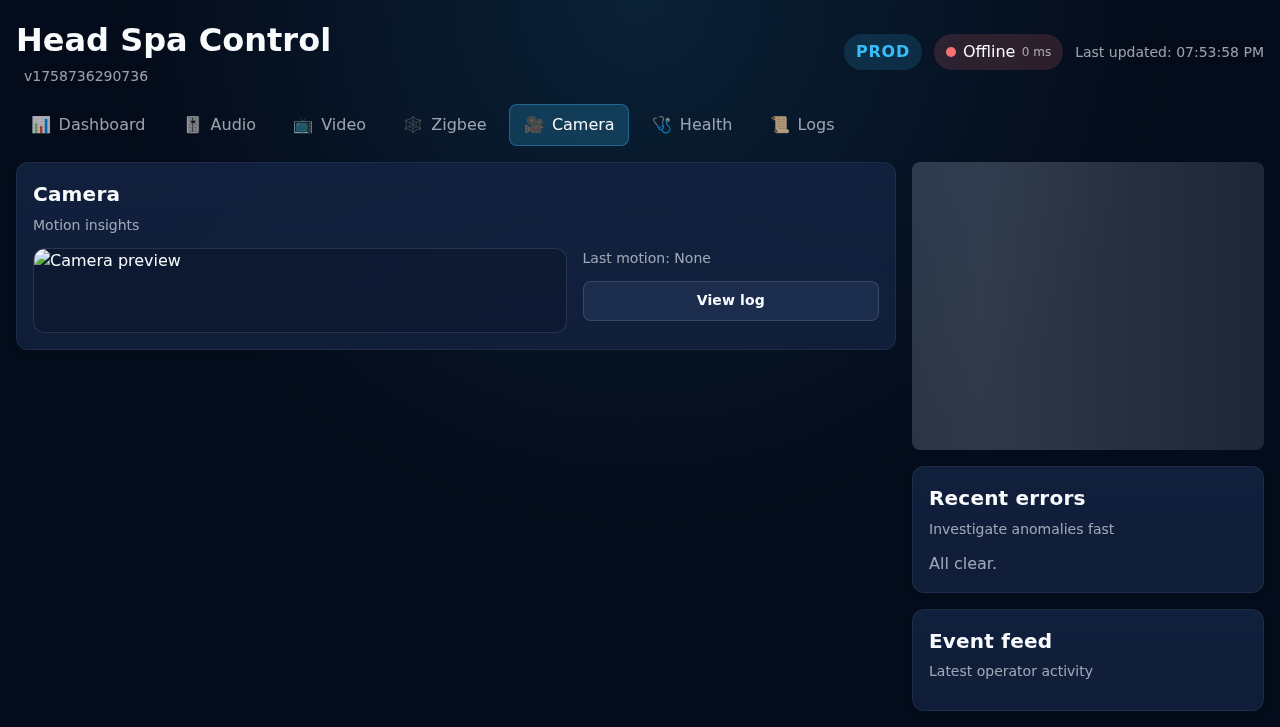 Head Spa Control
v1758736290736
PROD
Offline 0 ms
Last updated: 07:53:58 PM
Dashboard
Audio
Video
Zigbee
Camera
Health
Logs
Camera
Motion insights
Camera preview
Last motion: None
View log
Recent errors
Investigate anomalies fast
All clear.
Event feed
Latest operator activity